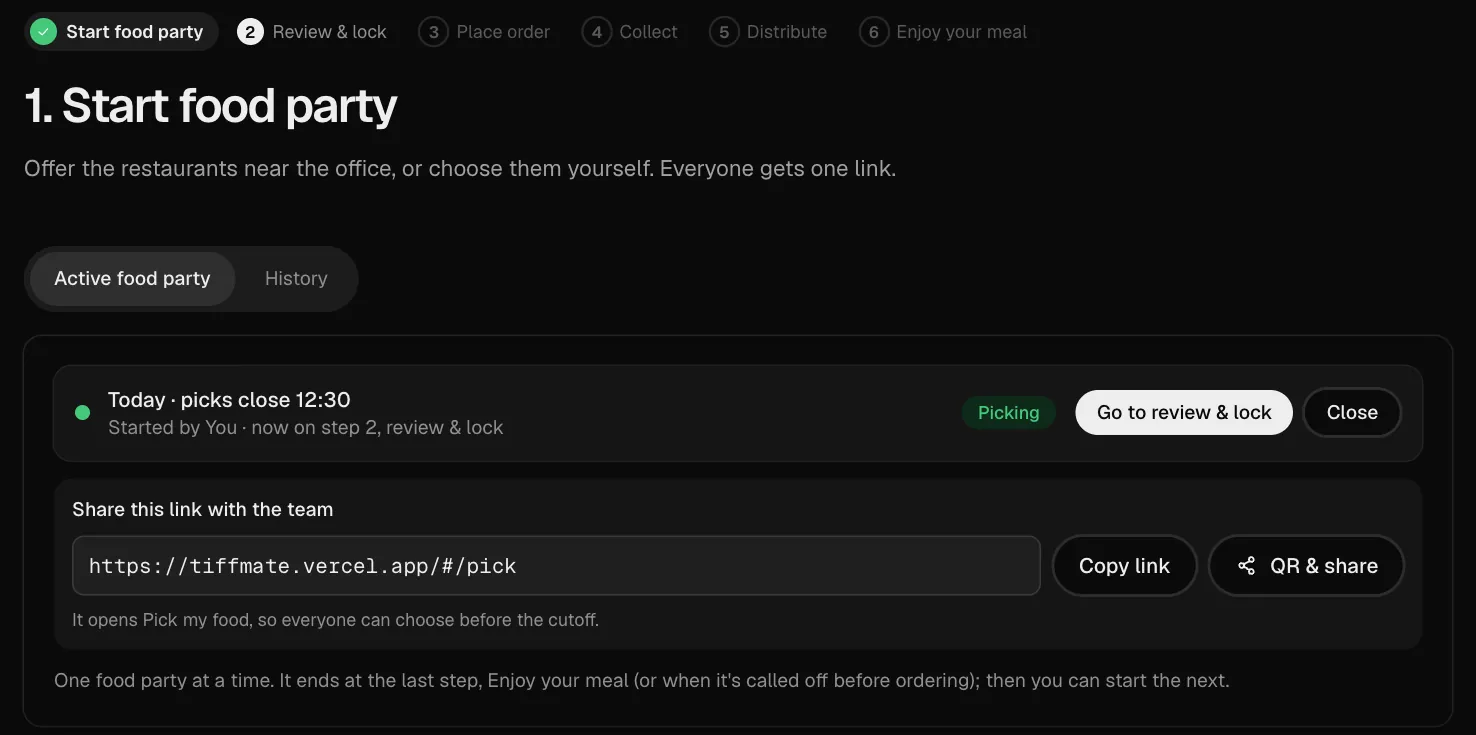 Start food party
2 Review & lock
3 Place order
4 Collect
5 Distribute
6 Enjoy your meal
1. Start food party
Offer the restaurants near the office, or choose them yourself. Everyone gets one link.
Active food party
History
Today · picks close 12:30
Started by You · now on step 2, review & lock
Picking
Go to review & lock
Close
Share this link with the team
https://tiffmate.vercel.app/#/pick
Copy link
QR & share
It opens Pick my food, so everyone can choose before the cutoff.
One food party at a time. It ends at the last step, Enjoy your meal (or when it's called off before ordering); then you can start the next.